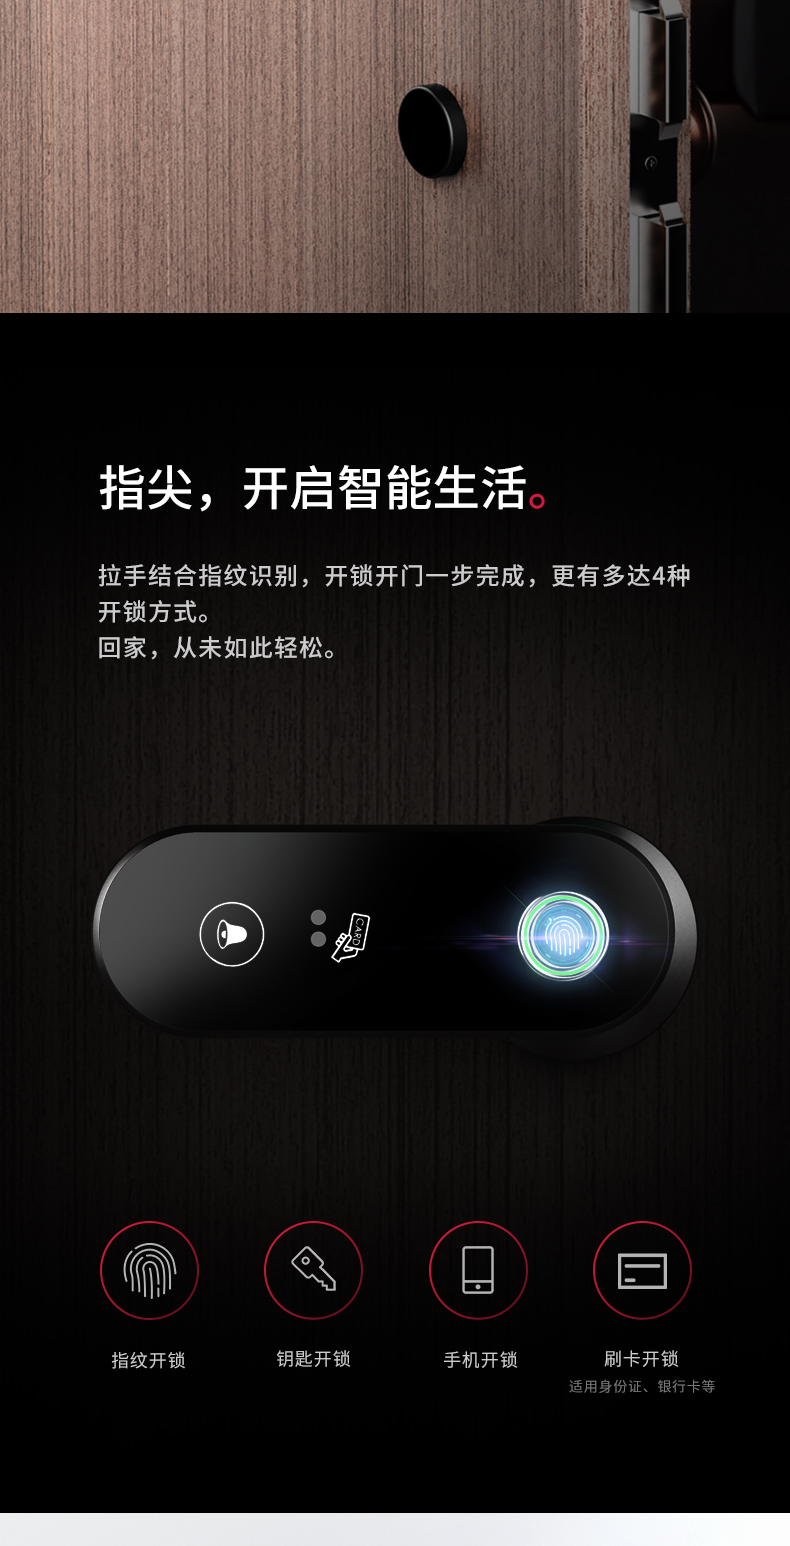 指尖，开启智能生活。
拉手结合指纹识别，开锁开门一步完成，更有多达4种
开锁方式。
回家，从未如此轻松。
CARD
指纹开锁
钥匙开锁
手机开锁
刷卡开锁
适用身份证、银行卡等